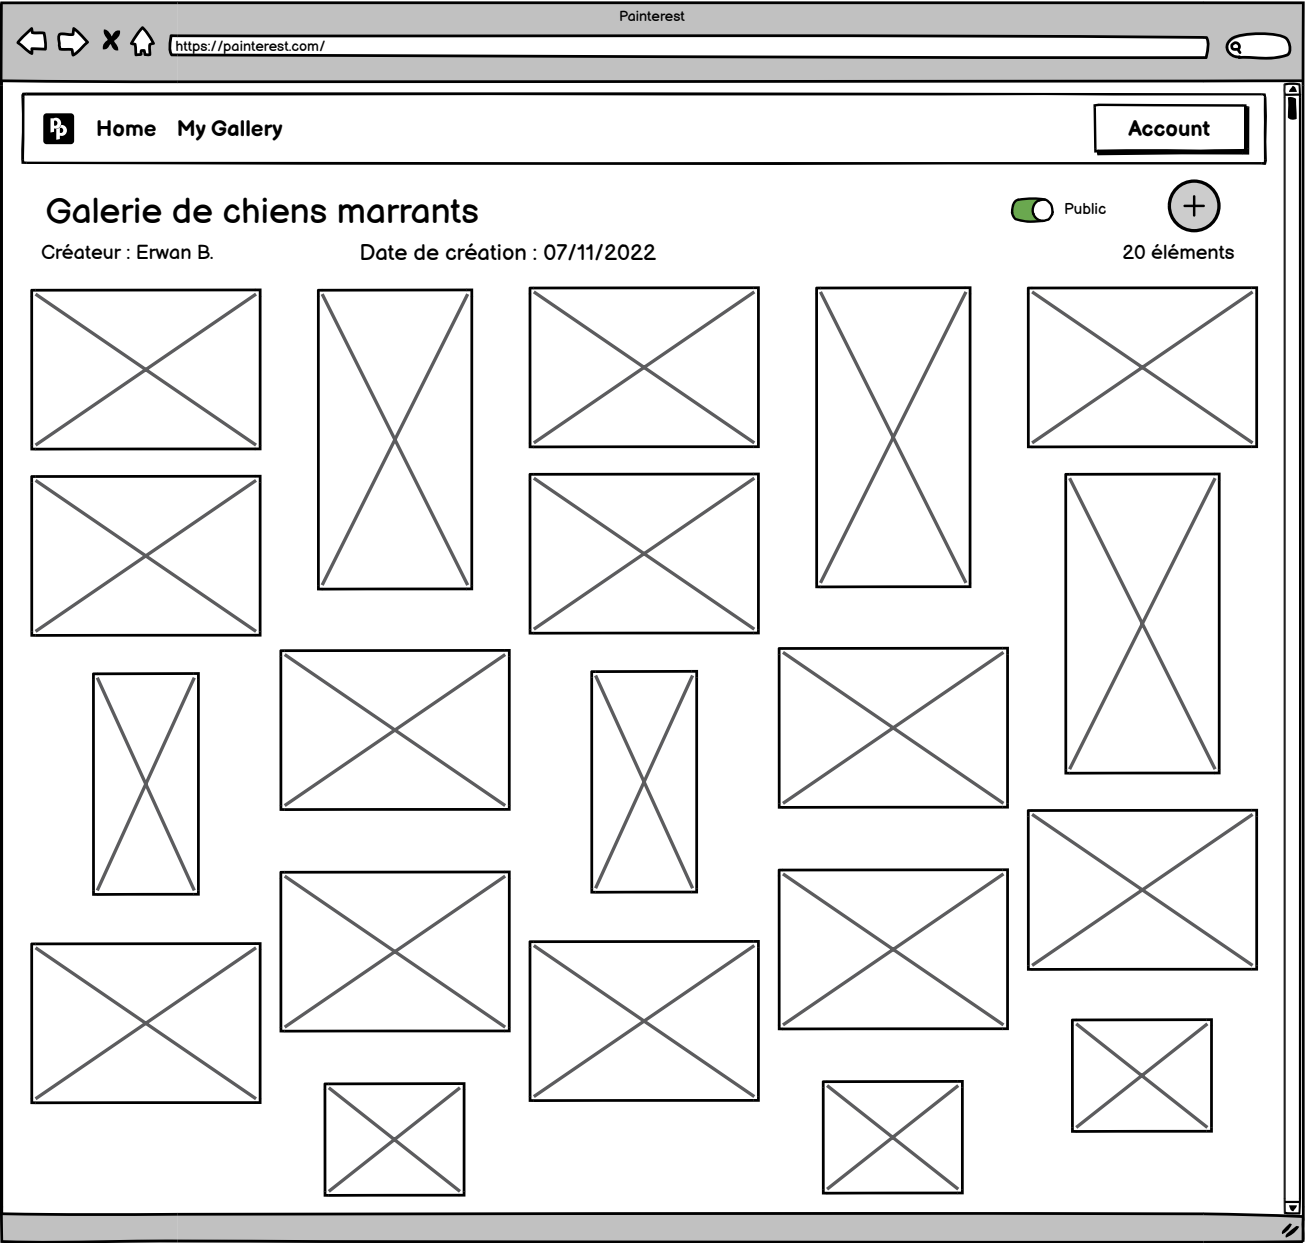 Painterest
https://painterest.com/
Pp Home My Gallery Account
Galerie de chiens marrants Public
Créateur : Erwan B. Date de création : 07/11/2022 20 éléments